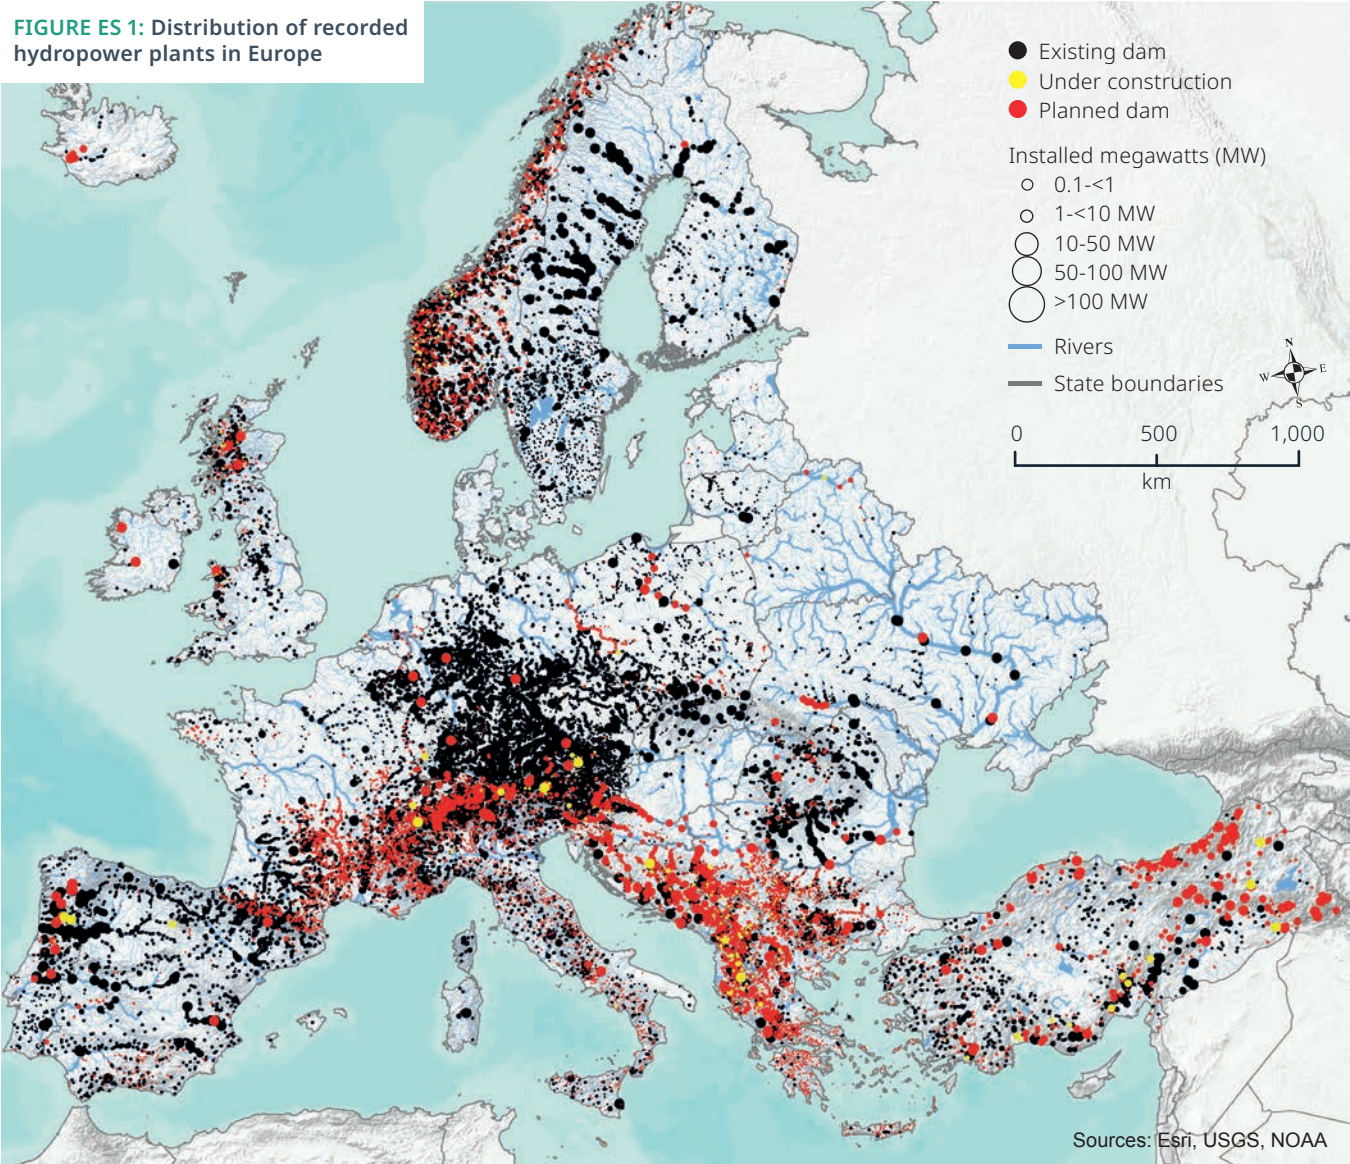 FIGURE ES 1: Distribution of recorded
hydropower plants in Europe
Existing dam
Under construction
Planned dam
Installed megawatts (MW)
0.1-<1
1-<10 MW
10-50 MW
50-100 MW
>100 MW
Rivers
State boundaries
N
W
E
S
0 500 1,000
km
Sources: Esri, USGS, NOAA